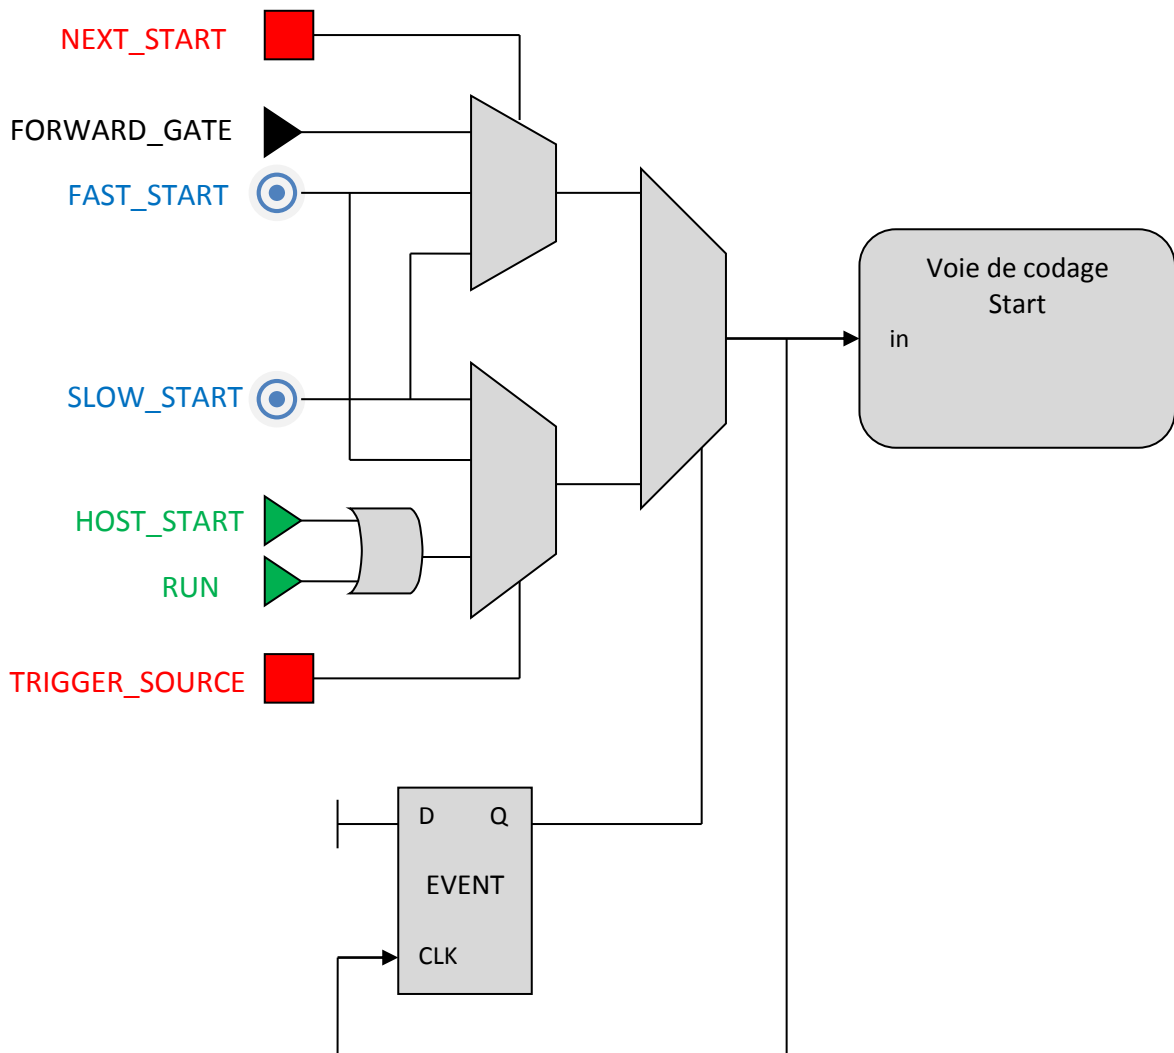 NEXT_START
FORWARD_GATE
FAST_START
Voie de codage
Start
in
SLOW_START
HOST_START
RUN
TRIGGER_SOURCE
D Q
EVENT
CLK